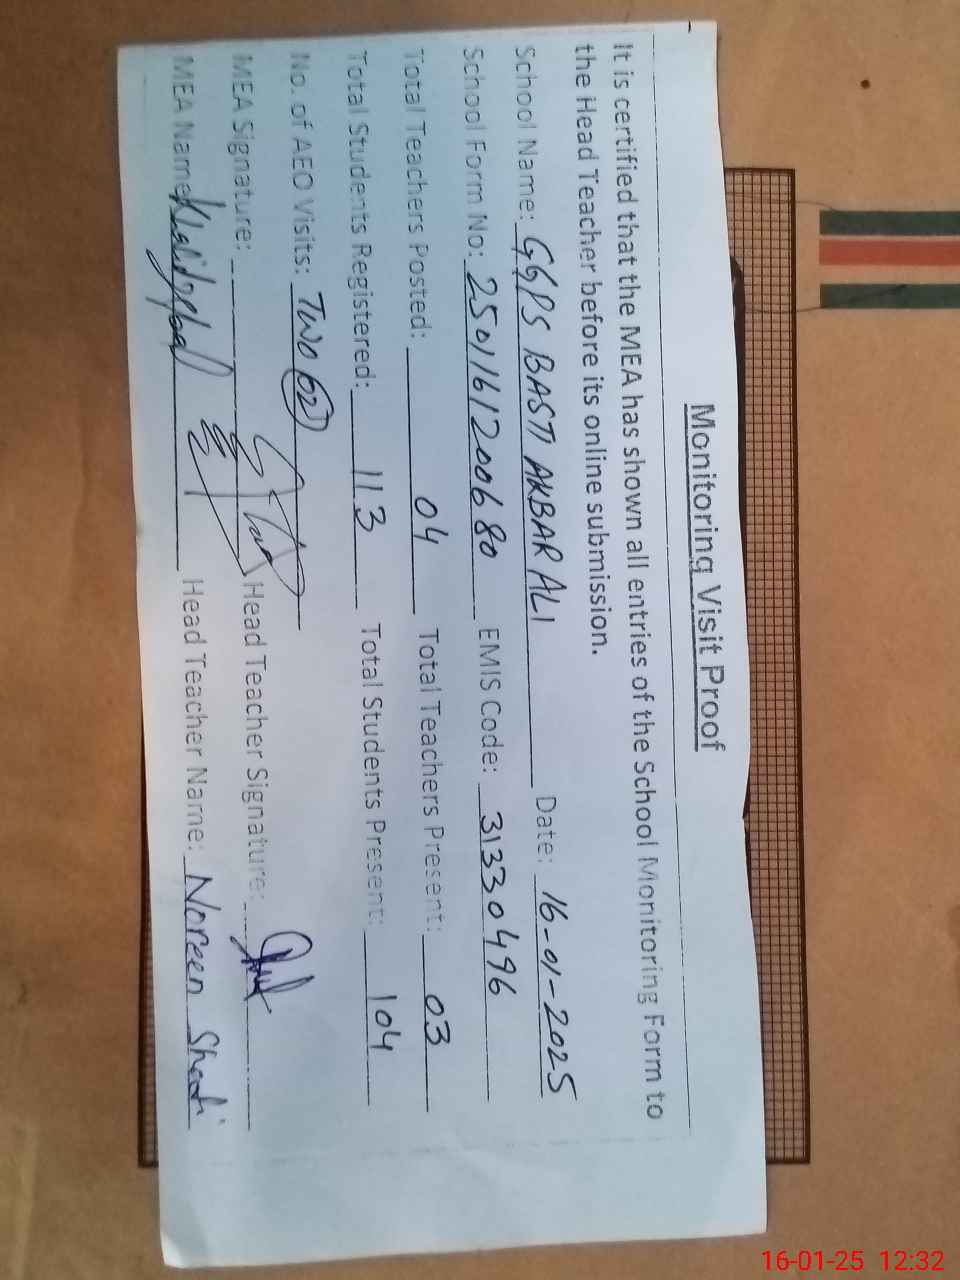 Monitoring Visit Proof
It is certified that the MEA has shown all entries of the School Monitoring Form to
the Head Teacher before its online submission.
School Name: GGPS BASTI AKBAR ALI Date: 16-01-2025
School Form No: 2501161200680 EMIS Code: 31330496
Total Teachers Posted: 04 Total Teachers Present: 03
Total Students Registered: 113 Total Students Present: 104
No. of AEO Visits: TWO (02)
MEA Signature: Head Teacher Signature:
MEA Name: Head Teacher Name: Noreen
16-01-25 12:32